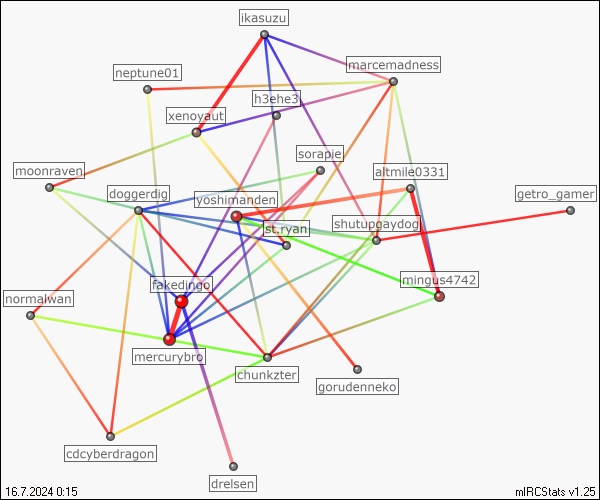 ikasuzu
marcemadness
neptune01
h3ehe3
xenoyaut
sorapie
moonraven
altmile0331
doggerdig
yoshimanden
getro_gamer
shutupgaydog
st.ryan
fakedingo
mingus4742
normalwan
mercurybro
chunkzter
gorudenneko
cdcyberdragon
drelsen
16.7.2024 0:15
mIRCStats v1.25